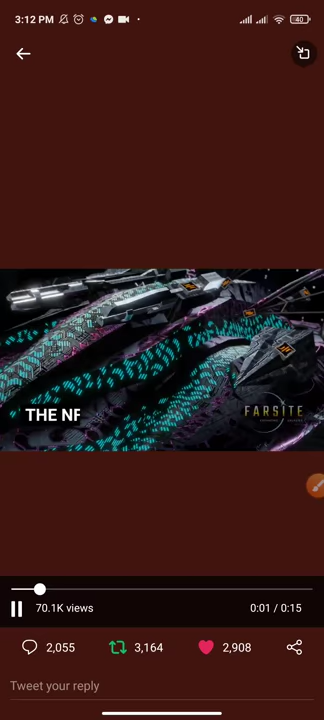 3:12 PM
40
THE NF
FARSITE
70.1K views
0:01 / 0:15
2,055
3,164
2,908
Tweet your reply